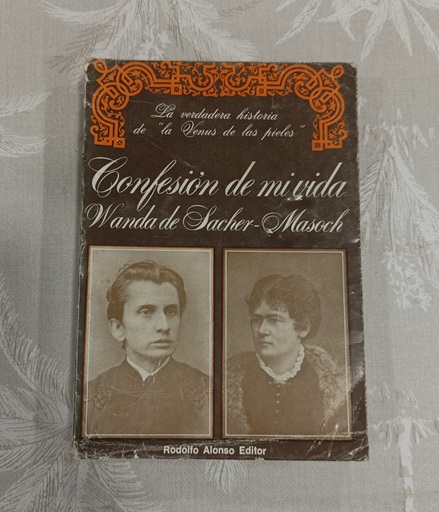 La verdadera historia
de "la Venus de las pieles"
Confesión de mi vida
Wanda de Sacher-Masoch
Rodolfo Alonso Editor